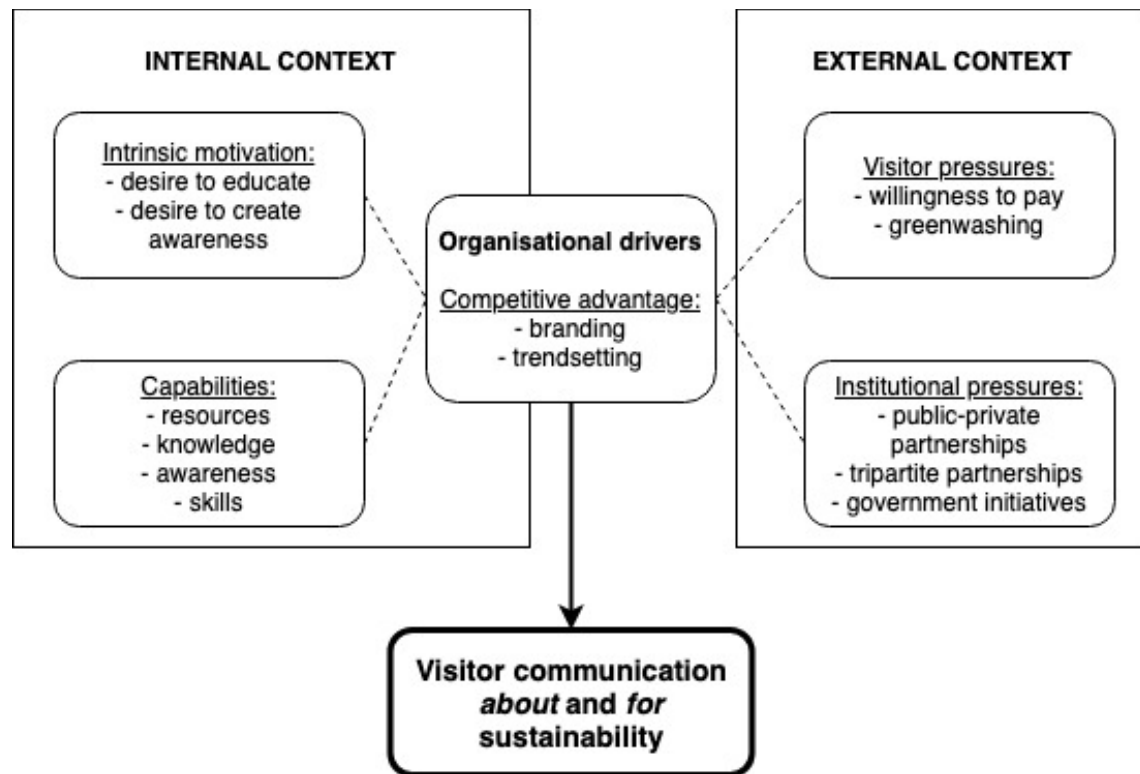 INTERNAL CONTEXT
Intrinsic motivation:
- desire to educate
- desire to create
awareness
Capabilities:
- resources
- knowledge
- awareness
- skills
Organisational drivers
Competitive advantage:
- branding
- trendsetting
EXTERNAL CONTEXT
Visitor pressures:
- willingness to pay
- greenwashing
Institutional pressures:
- public-private
partnerships
- tripartite partnerships
- government initiatives
Visitor communication
about and for
sustainability